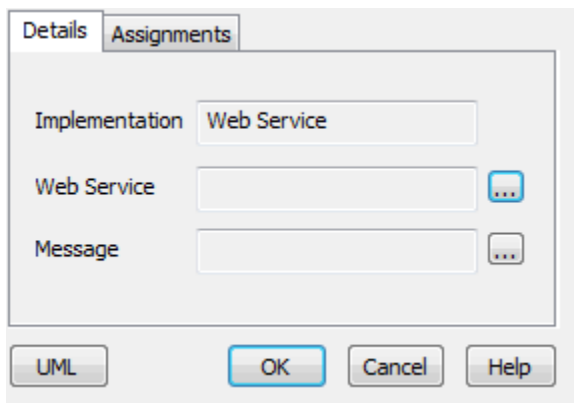 Details Assignments
Implementation Web Service
Web Service ...
Message ...
UML OK Cancel Help